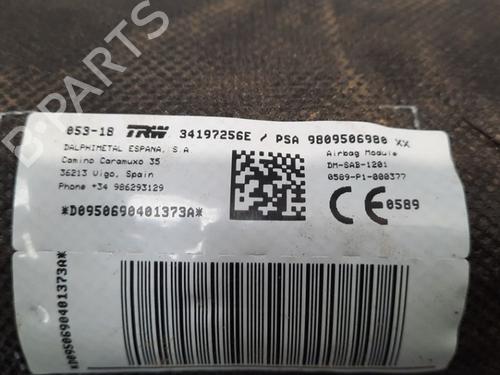 053-18 TRW 34197256E / PSA 9809506980 XX
DALPHIMETAL ESPANA, S.A.
Camino Caramuxo 35
36213 Vigo, Spain
Phone +34 986293129
Airbag Module
DM-SAB-1201
0589-P1-000377
CE 0589
*D0950690401373A*
*D0950690401373A*
B-PARTS